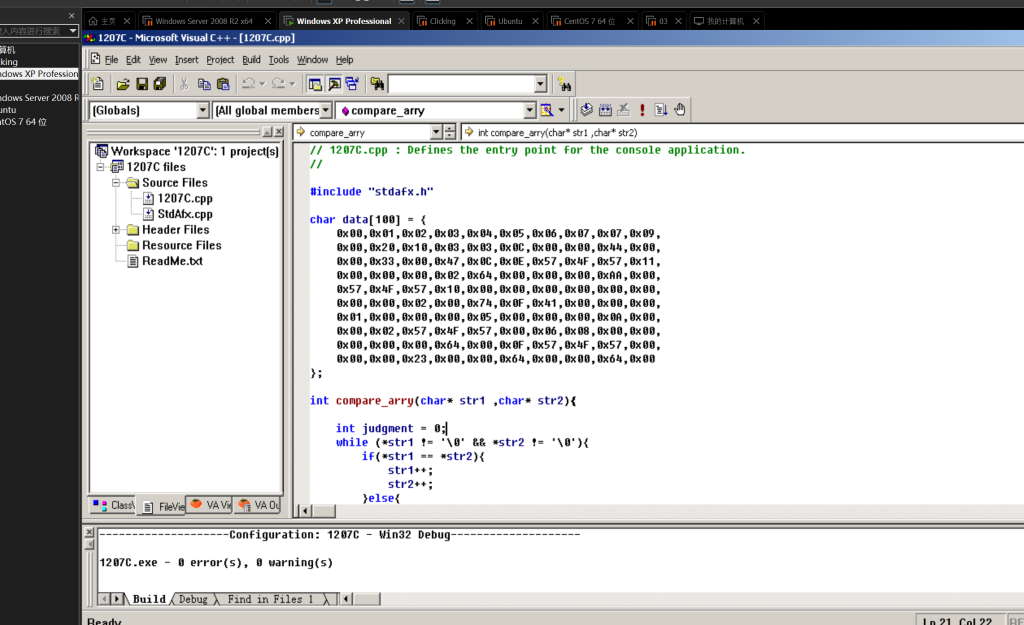 主页 Windows Server 2008 R2 x64 Windows XP Professional Clicking Ubuntu CentOS 7 64 位 03 我的计算机
入内容进行搜索
1207C - Microsoft Visual C++ - [1207C.cpp]
算机
king
ndows XP Profession
ndows Server 2008 R
untu
ntOS 7 64 位
File Edit View Insert Project Build Tools Window Help
(Globals) (All global members compare_arry
compare_arry int compare_arry(char* str1 ,char* str2)
Workspace '1207C': 1 project(s)
1207C files
Source Files
1207C.cpp
StdAfx.cpp
Header Files
Resource Files
ReadMe.txt
ClassV FileVie VA Vie VA Ou
// 1207C.cpp : Defines the entry point for the console application.
//
#include "stdafx.h"
char data[100] = {
0x00,0x01,0x02,0x03,0x04,0x05,0x06,0x07,0x07,0x09,
0x00,0x20,0x10,0x03,0x03,0x0C,0x00,0x00,0x44,0x00,
0x00,0x33,0x00,0x47,0x0C,0x0E,0x57,0x4F,0x57,0x11,
0x00,0x00,0x00,0x02,0x64,0x00,0x00,0x00,0xAA,0x00,
0x57,0x4F,0x57,0x10,0x00,0x00,0x00,0x00,0x00,0x00,
0x00,0x00,0x02,0x00,0x74,0x0F,0x41,0x00,0x00,0x00,
0x01,0x00,0x00,0x00,0x05,0x00,0x00,0x00,0x0A,0x00,
0x00,0x02,0x57,0x4F,0x57,0x00,0x06,0x08,0x00,0x00,
0x00,0x00,0x00,0x64,0x00,0x0F,0x57,0x4F,0x57,0x00,
0x00,0x00,0x23,0x00,0x00,0x64,0x00,0x00,0x64,0x00
};
int compare_arry(char* str1 ,char* str2){
int judgment = 0;
while (*str1 != '\0' && *str2 != '\0'){
if(*str1 == *str2){
str1++;
str2++;
}else{
--------------------Configuration: 1207C - Win32 Debug--------------------
1207C.exe - 0 error(s), 0 warning(s)
Build Debug Find in Files 1
Ready Ln 21, Col 22 RE